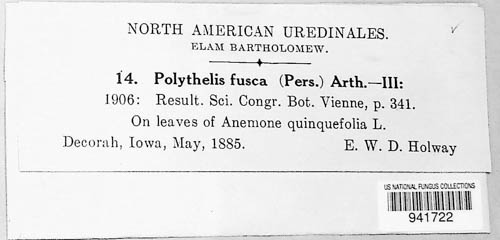 NORTH AMERICAN UREDINALES.
ELAM BARTHOLOMEW.
14. Polythelis fusca (Pers.) Arth.—III:
1906: Result. Sci. Congr. Bot. Vienne, p. 341.
On leaves of Anemone quinquefolia L.
Decorah, Iowa, May, 1885. E. W. D. Holway
US NATIONAL FUNGUS COLLECTIONS
941722